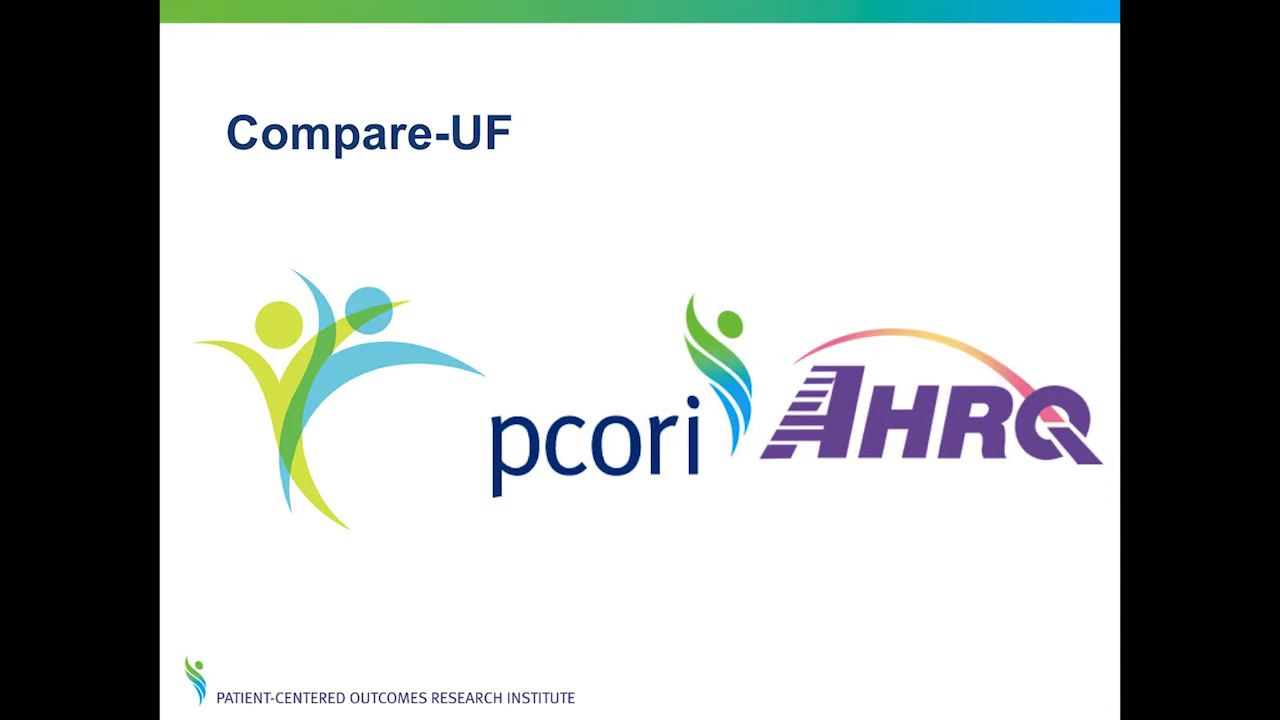 Compare-UF
pcori
AHRQ
PATIENT-CENTERED OUTCOMES RESEARCH INSTITUTE